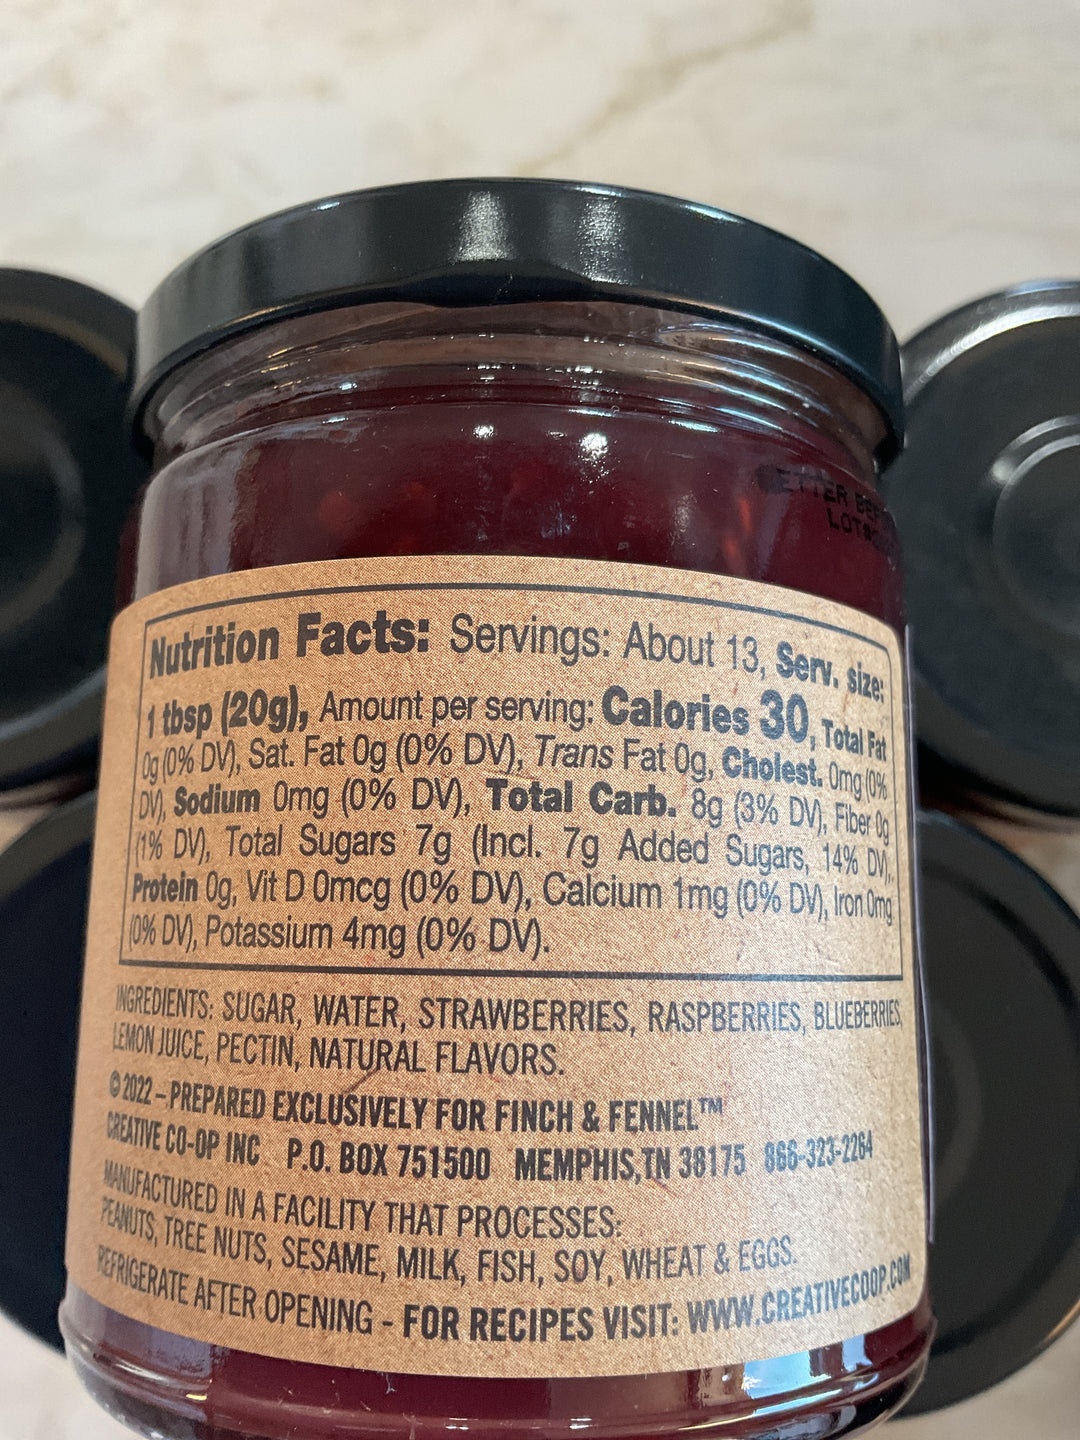 ETTER BEF
LOT#
Nutrition Facts: Servings: About 13, Serv. size:
1 tbsp (20g), Amount per serving: Calories 30, Total Fat
0g (0% DV), Sat. Fat 0g (0% DV), Trans Fat 0g, Cholest. 0mg (0%
DV), Sodium 0mg (0% DV), Total Carb. 8g (3% DV), Fiber 0g
(1% DV), Total Sugars 7g (Incl. 7g Added Sugars, 14% DV),
Protein 0g, Vit D 0mcg (0% DV), Calcium 1mg (0% DV), Iron 0mg
(0% DV), Potassium 4mg (0% DV).
INGREDIENTS: SUGAR, WATER, STRAWBERRIES, RASPBERRIES, BLUEBERRIES,
LEMON JUICE, PECTIN, NATURAL FLAVORS.
© 2022 – PREPARED EXCLUSIVELY FOR FINCH & FENNEL™
CREATIVE CO-OP INC P.O. BOX 751500 MEMPHIS, TN 38175 866-323-2264
MANUFACTURED IN A FACILITY THAT PROCESSES:
PEANUTS, TREE NUTS, SESAME, MILK, FISH, SOY, WHEAT & EGGS.
REFRIGERATE AFTER OPENING - FOR RECIPES VISIT: WWW.CREATIVECOOP.COM